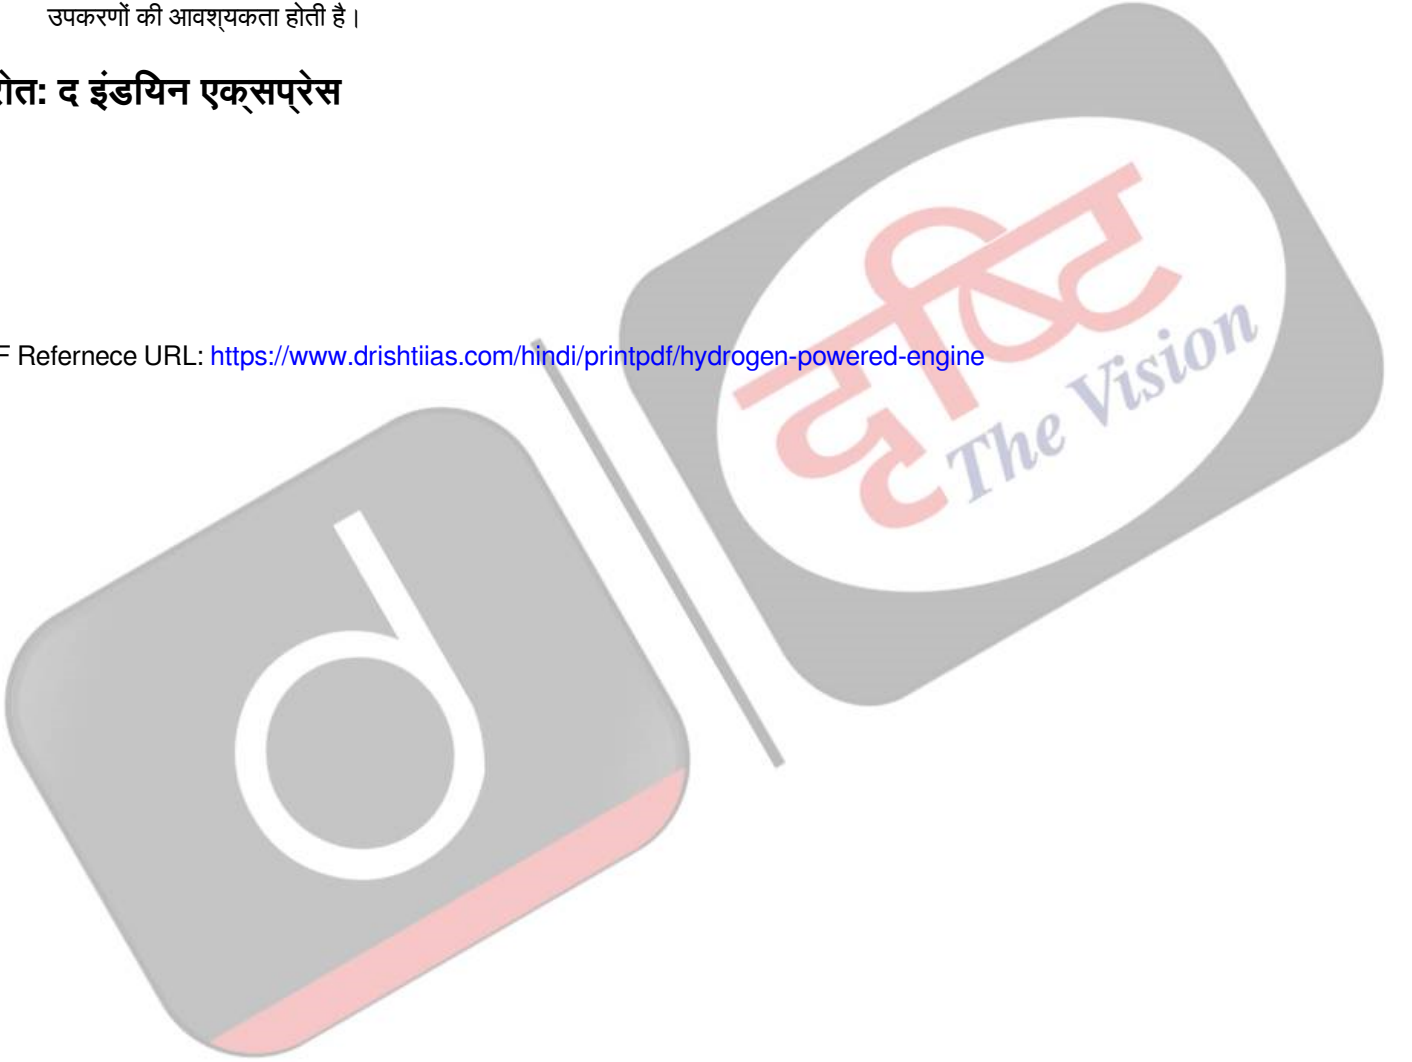 उपकरणों की आवश्यकता होती है।
रोत: द इंडियन एक्सप्रेस
F Refernece URL: https://www.drishtiias.com/hindi/printpdf/hydrogen-powered-engine
दृष्टि
The Vision
d